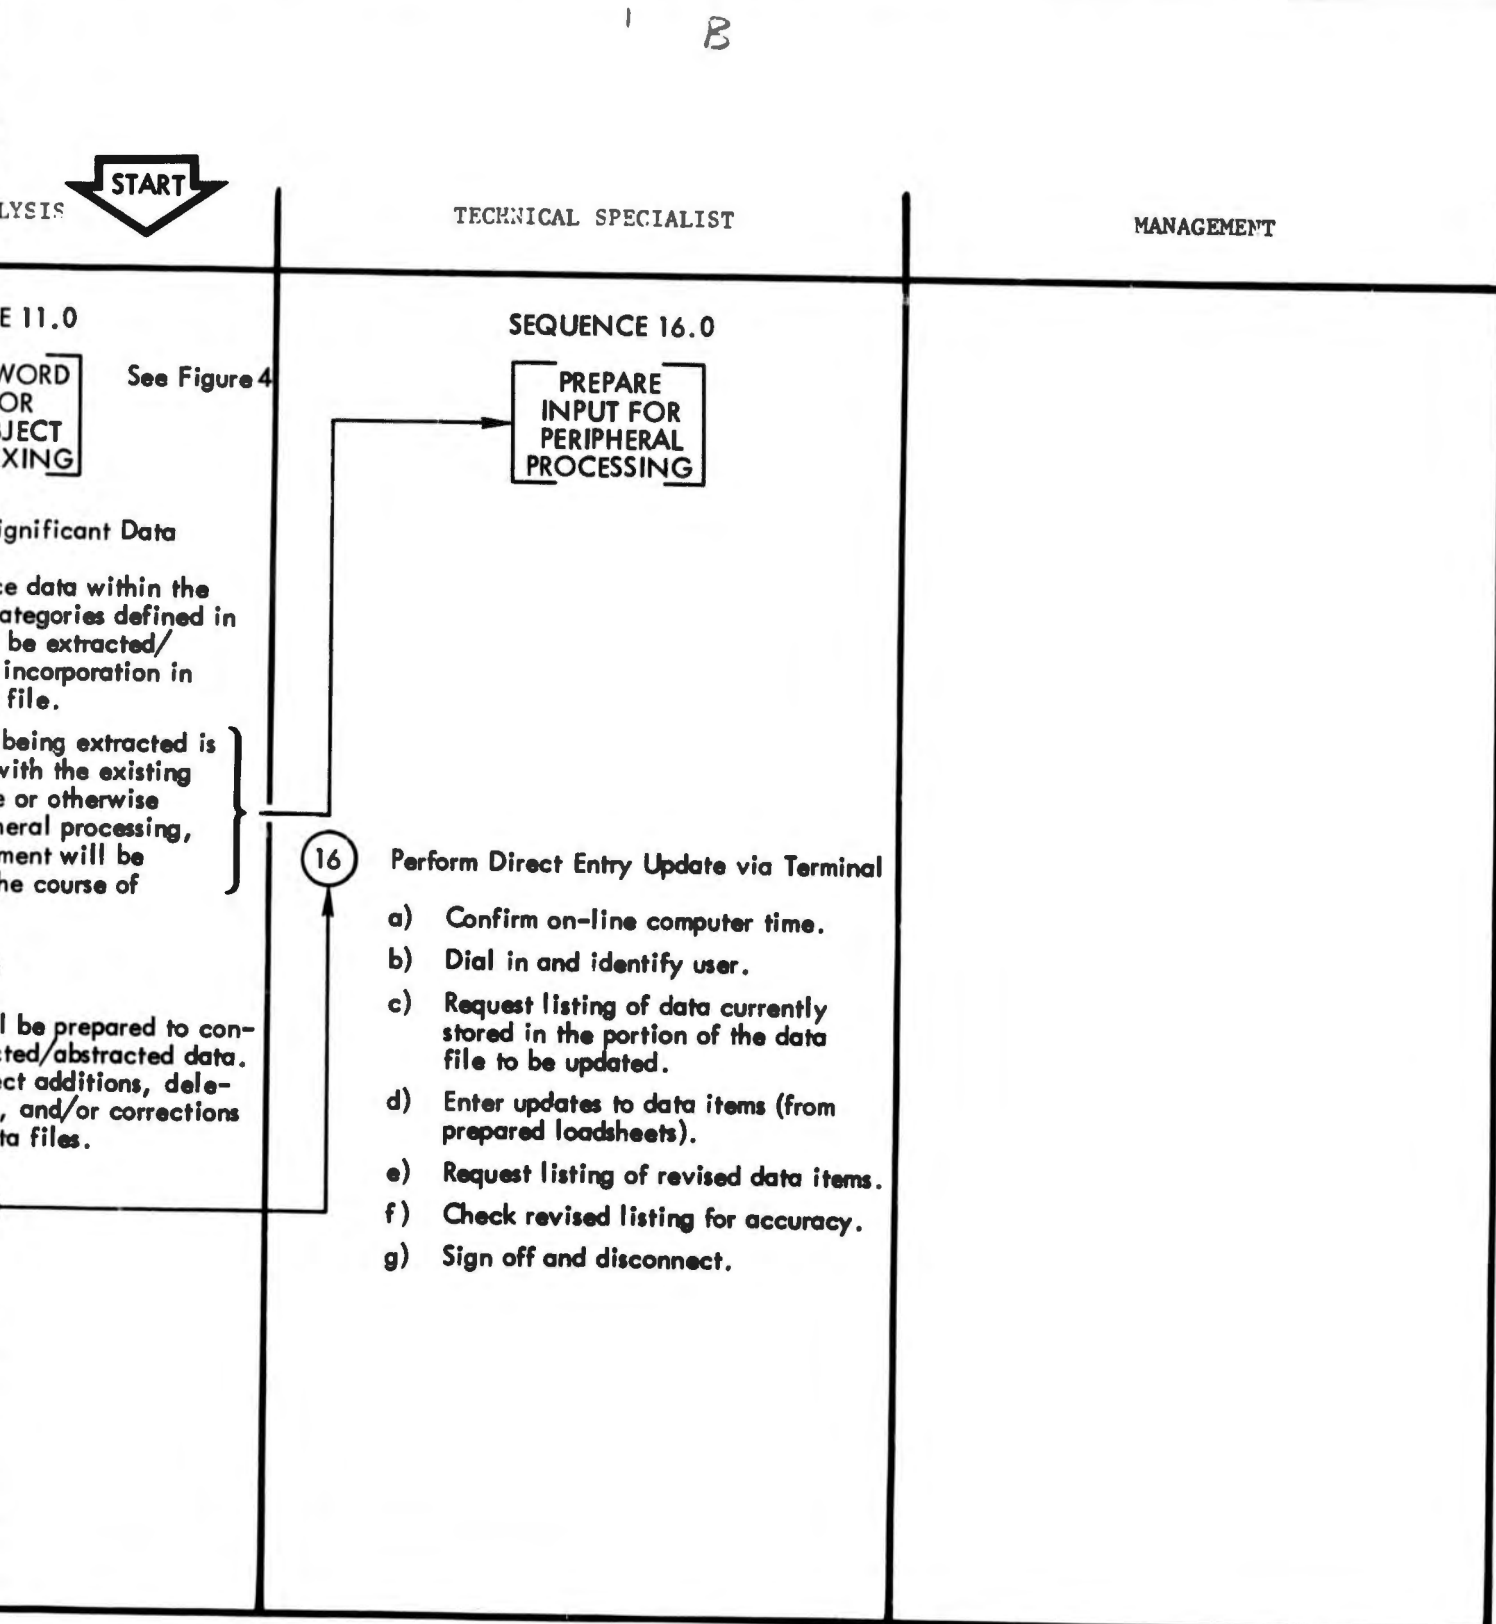 B
START
LYSIS
TECHNICAL SPECIALIST
MANAGEMENT
E 11.0
WORD
OR
JECT
XING
See Figure 4
ignificant Data
ce data within the
ategories defined in
be extracted/
incorporation in
file.
being extracted is
with the existing
e or otherwise
heral processing,
ment will be
he course of
l be prepared to con-
cted/abstracted data.
ect additions, dele-
, and/or corrections
ta files.
SEQUENCE 16.0
PREPARE
INPUT FOR
PERIPHERAL
PROCESSING
16 Perform Direct Entry Update via Terminal
a) Confirm on-line computer time.
b) Dial in and identify user.
c) Request listing of data currently
stored in the portion of the data
file to be updated.
d) Enter updates to data items (from
prepared loadsheets).
e) Request listing of revised data items.
f) Check revised listing for accuracy.
g) Sign off and disconnect.